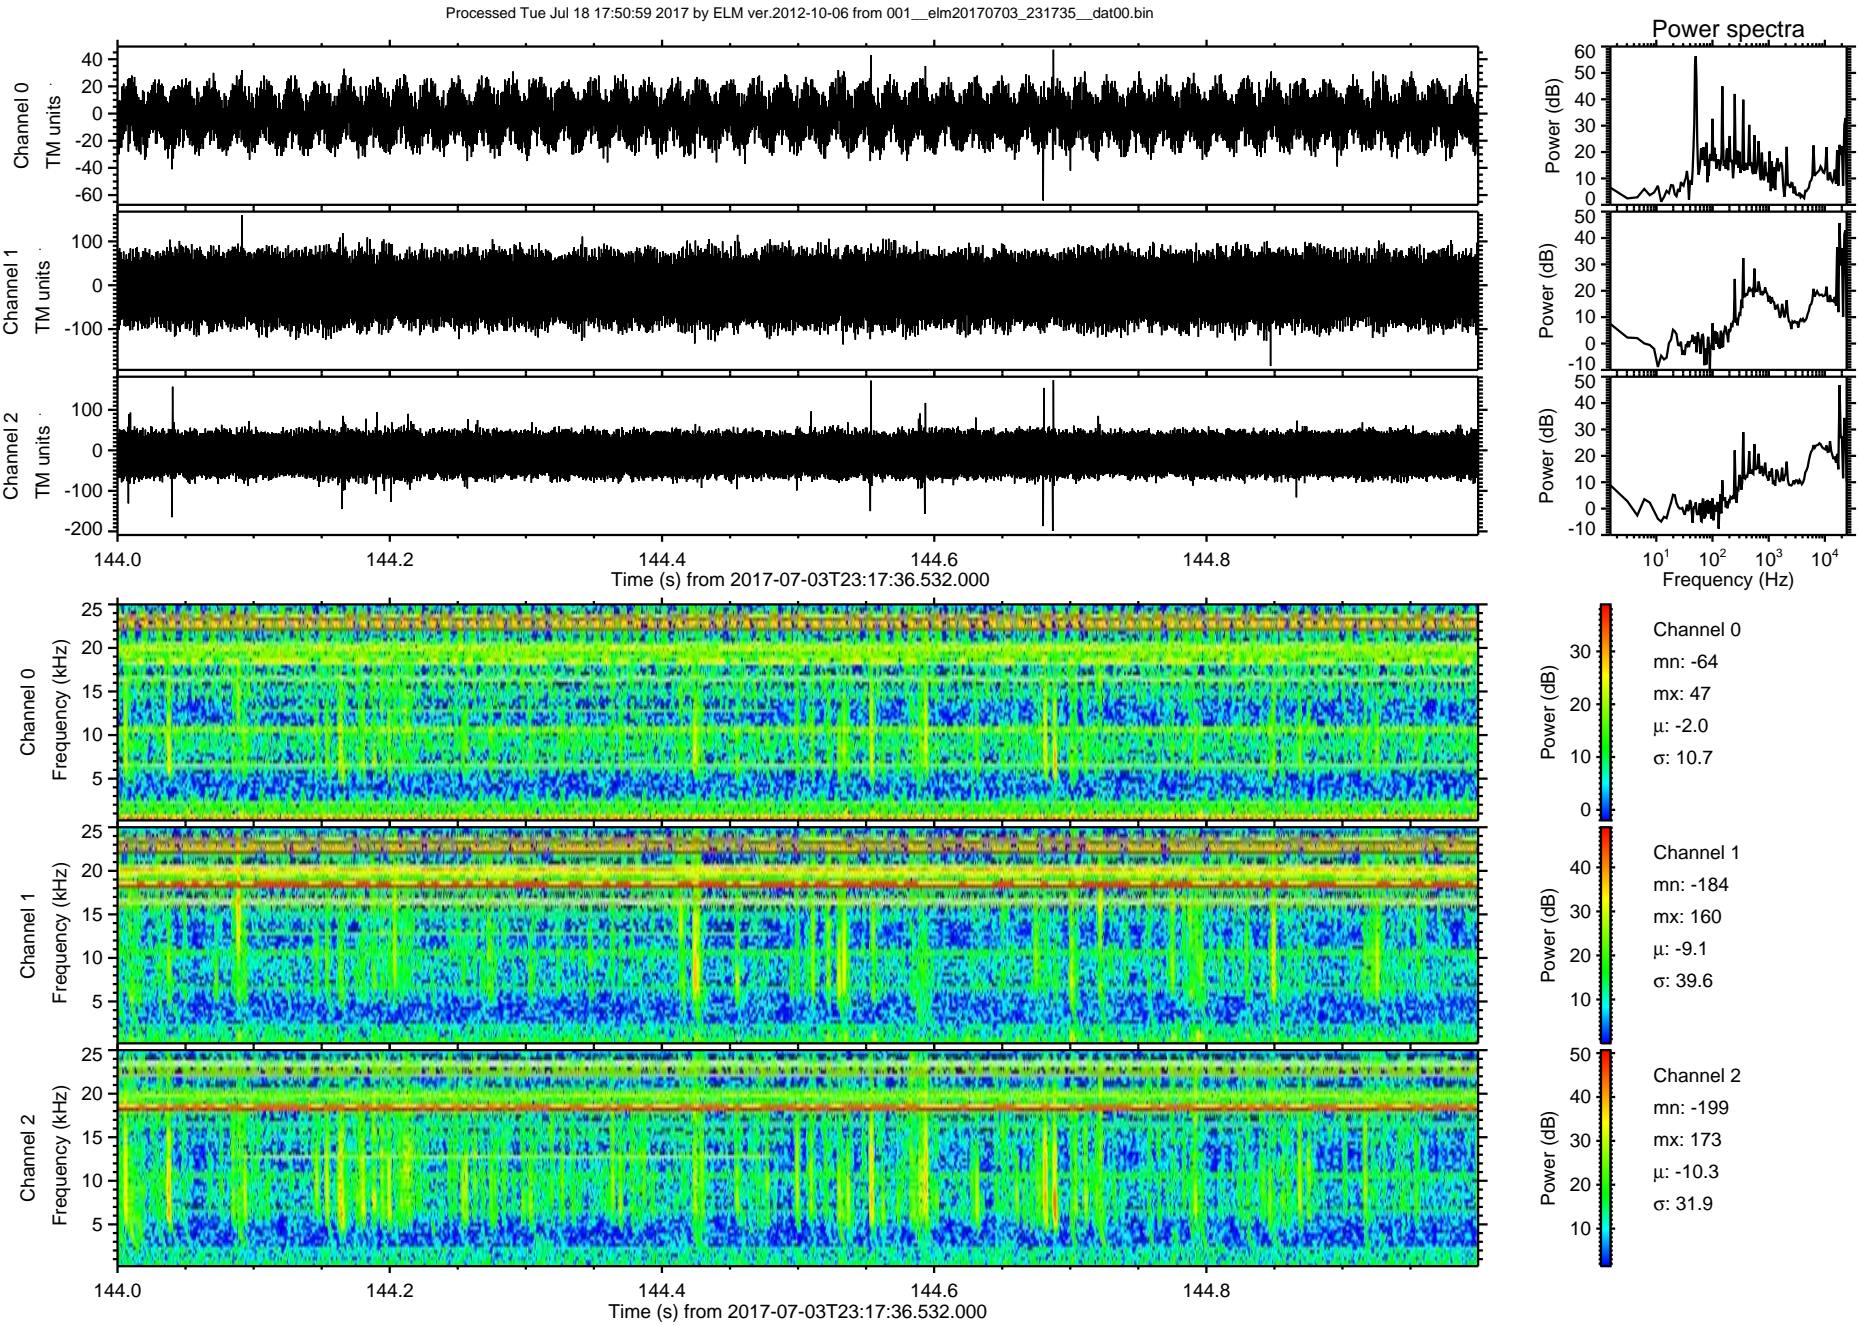 Processed Tue Jul 18 17:50:59 2017 by ELM ver.2012-10-06 from 001__elm20170703_231735__dat00.bin
Power spectra
Channel 0
TM units
40
20
0
-20
-40
-60
Power (dB)
60
50
40
30
20
10
0
Channel 1
TM units
100
0
-100
Power (dB)
50
40
30
20
10
0
-10
Channel 2
TM units
100
0
-100
-200
Power (dB)
50
40
30
20
10
0
-10
144.0 144.2 144.4 144.6 144.8
Time (s) from 2017-07-03T23:17:36.532.000
10¹ 10² 10³ 10⁴
Frequency (Hz)
Channel 0
Frequency (kHz)
25
20
15
10
5
Power (dB)
30
20
10
0
Channel 0
mn: -64
mx: 47
μ: -2.0
σ: 10.7
Channel 1
Frequency (kHz)
25
20
15
10
5
Power (dB)
40
30
20
10
Channel 1
mn: -184
mx: 160
μ: -9.1
σ: 39.6
Channel 2
Frequency (kHz)
25
20
15
10
5
Power (dB)
50
40
30
20
10
Channel 2
mn: -199
mx: 173
μ: -10.3
σ: 31.9
144.0 144.2 144.4 144.6 144.8
Time (s) from 2017-07-03T23:17:36.532.000